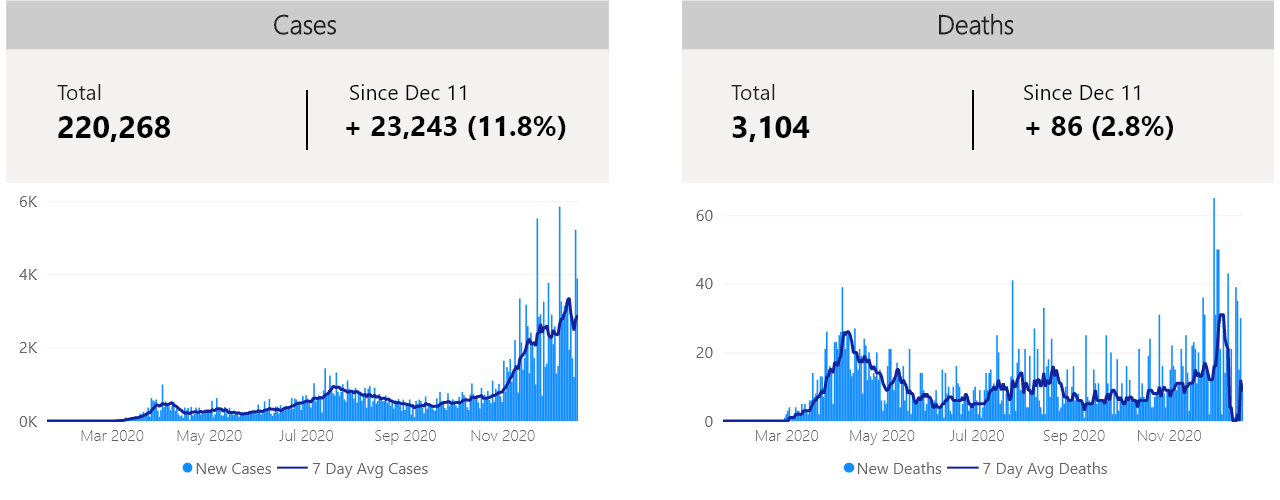 Cases
Total
220,268
Since Dec 11
+ 23,243 (11.8%)
6K
4K
2K
0K
Mar 2020 May 2020 Jul 2020 Sep 2020 Nov 2020
New Cases 7 Day Avg Cases
Deaths
Total
3,104
Since Dec 11
+ 86 (2.8%)
60
40
20
0
Mar 2020 May 2020 Jul 2020 Sep 2020 Nov 2020
New Deaths 7 Day Avg Deaths